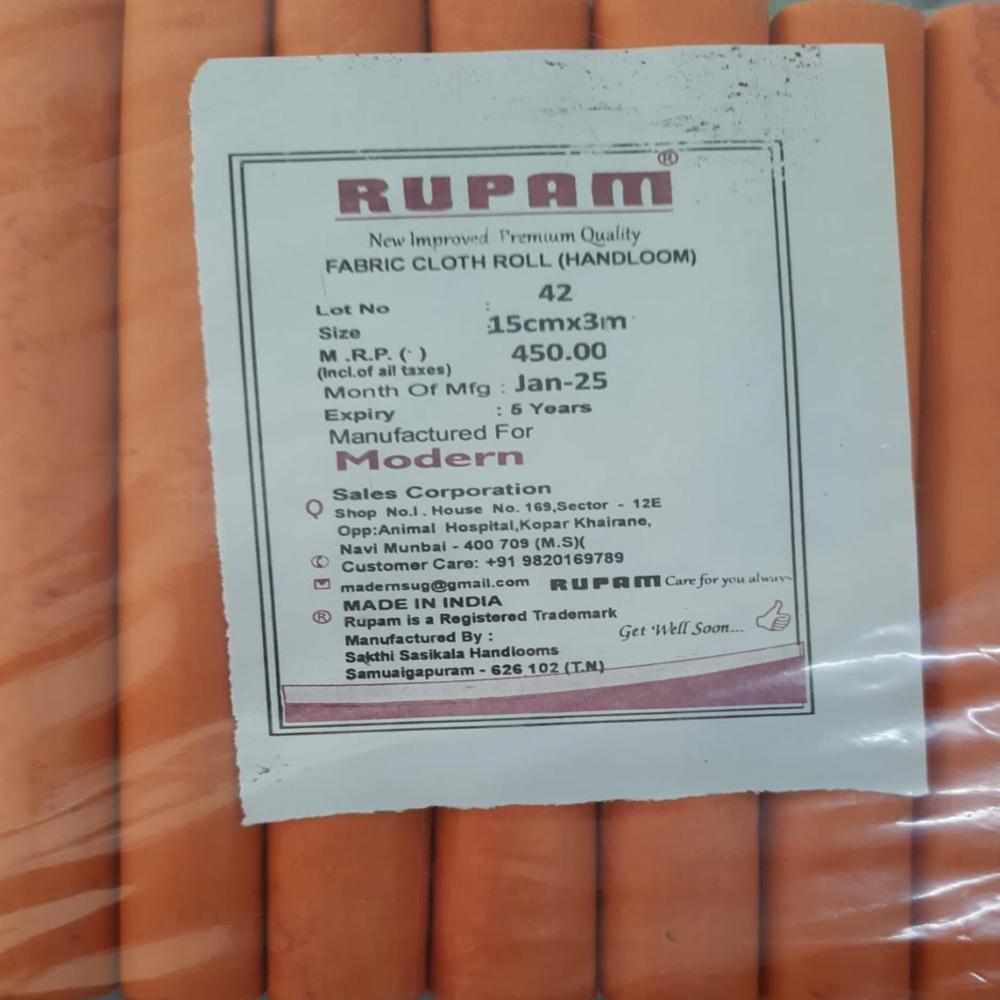 RUPAM®
New Improved Premium Quality
FABRIC CLOTH ROLL (HANDLOOM)
Lot No : 42
Size :15cmx3m
M .R.P. ( ) 450.00
(Incl.of all taxes)
Month Of Mfg : Jan-25
Expiry : 5 Years
Manufactured For
Modern
Sales Corporation
Shop No.1 . House No. 169,Sector - 12E
Opp:Animal Hospital,Kopar Khairane,
Navi Munbai - 400 709 (M.S)(
Customer Care: +91 9820169789
madernsug@gmail.com RUPAM Care for you always
MADE IN INDIA
® Rupam is a Registered Trademark
Manufactured By : Get Well Soon...
Sakthi Sasikala Handlooms
Samuaigapuram - 626 102 (T.N)